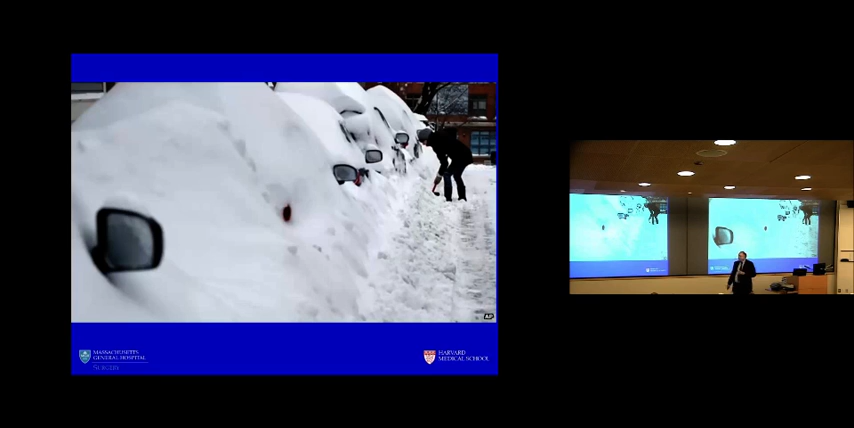 AP
MASSACHUSETTS
GENERAL HOSPITAL
SURGERY
HARVARD
MEDICAL SCHOOL